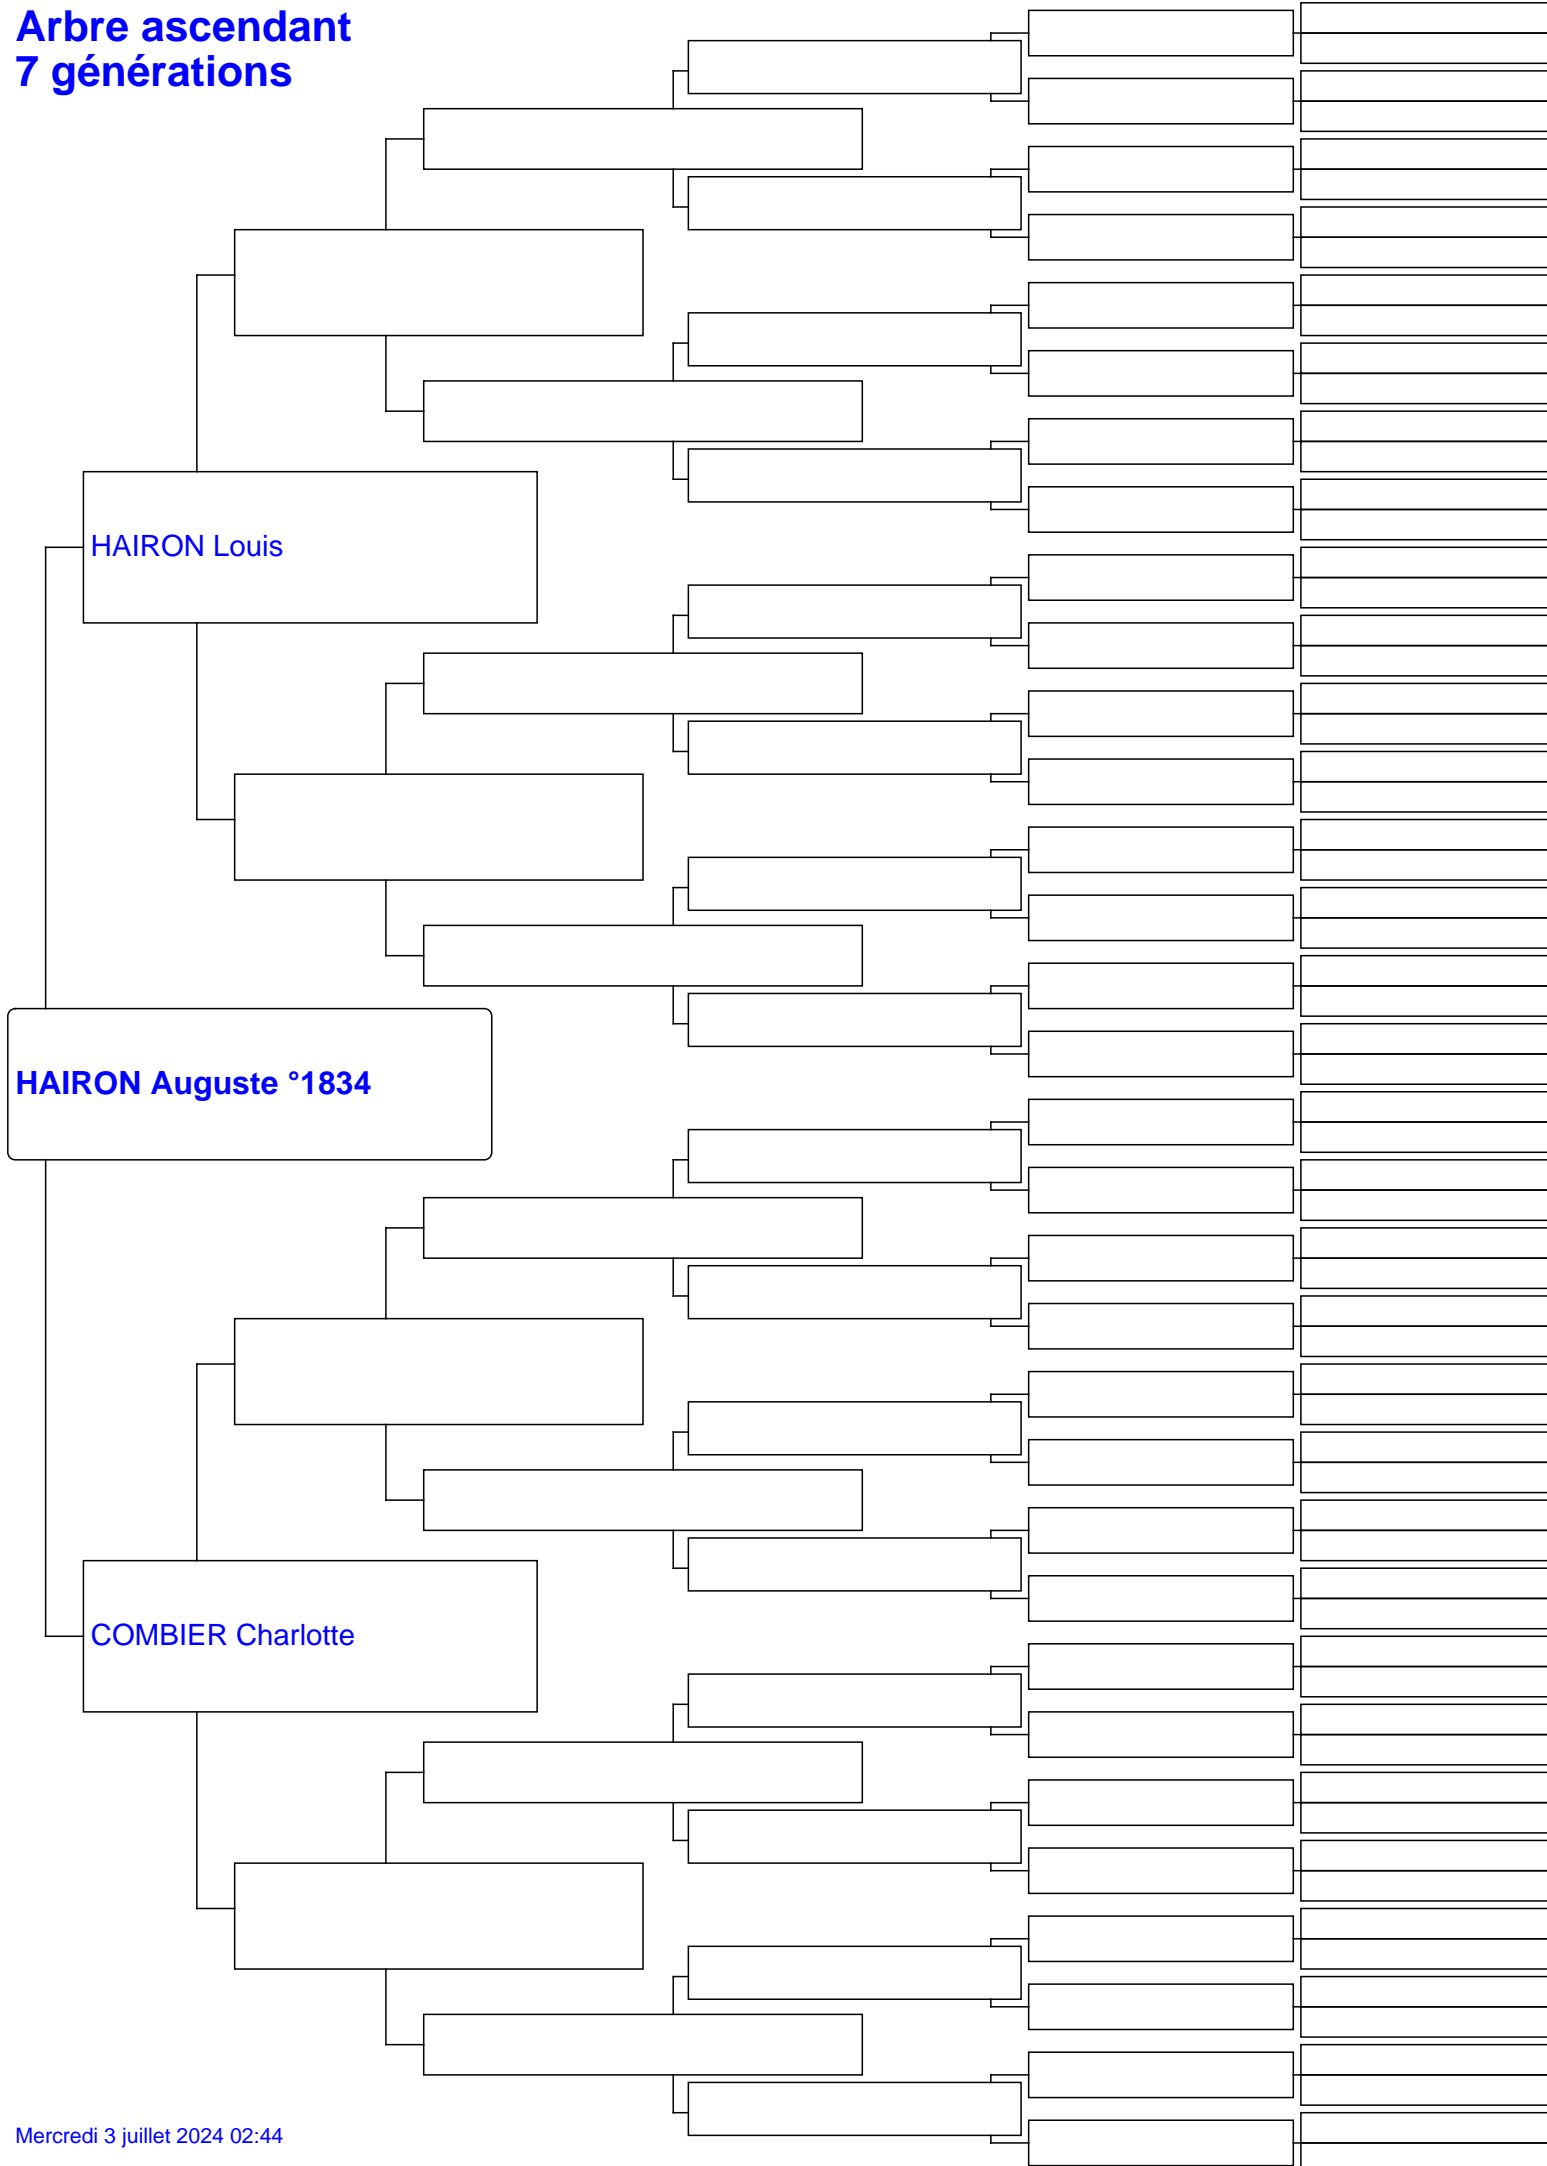 Arbre ascendant
7 générations
HAIRON Louis
HAIRON Auguste °1834
COMBIER Charlotte
Mercredi 3 juillet 2024 02:44